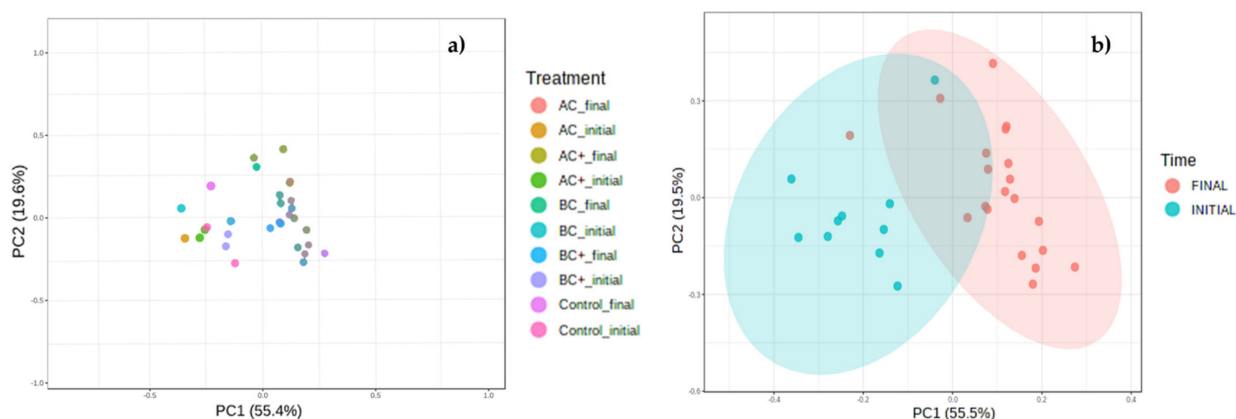 a)
1.0
0.5
0.0
-0.5
-1.0
PC2 (19.6%)
-0.5
0.0
0.5
1.0
PC1 (55.4%)
Treatment
AC_final
AC_initial
AC+_final
AC+_initial
BC_final
BC_initial
BC+_final
BC+_initial
Control_final
Control_initial
b)
0.3
0.0
-0.3
-0.6
PC2 (19.5%)
-0.4
-0.2
0.0
0.2
0.4
PC1 (55.5%)
Time
FINAL
INITIAL